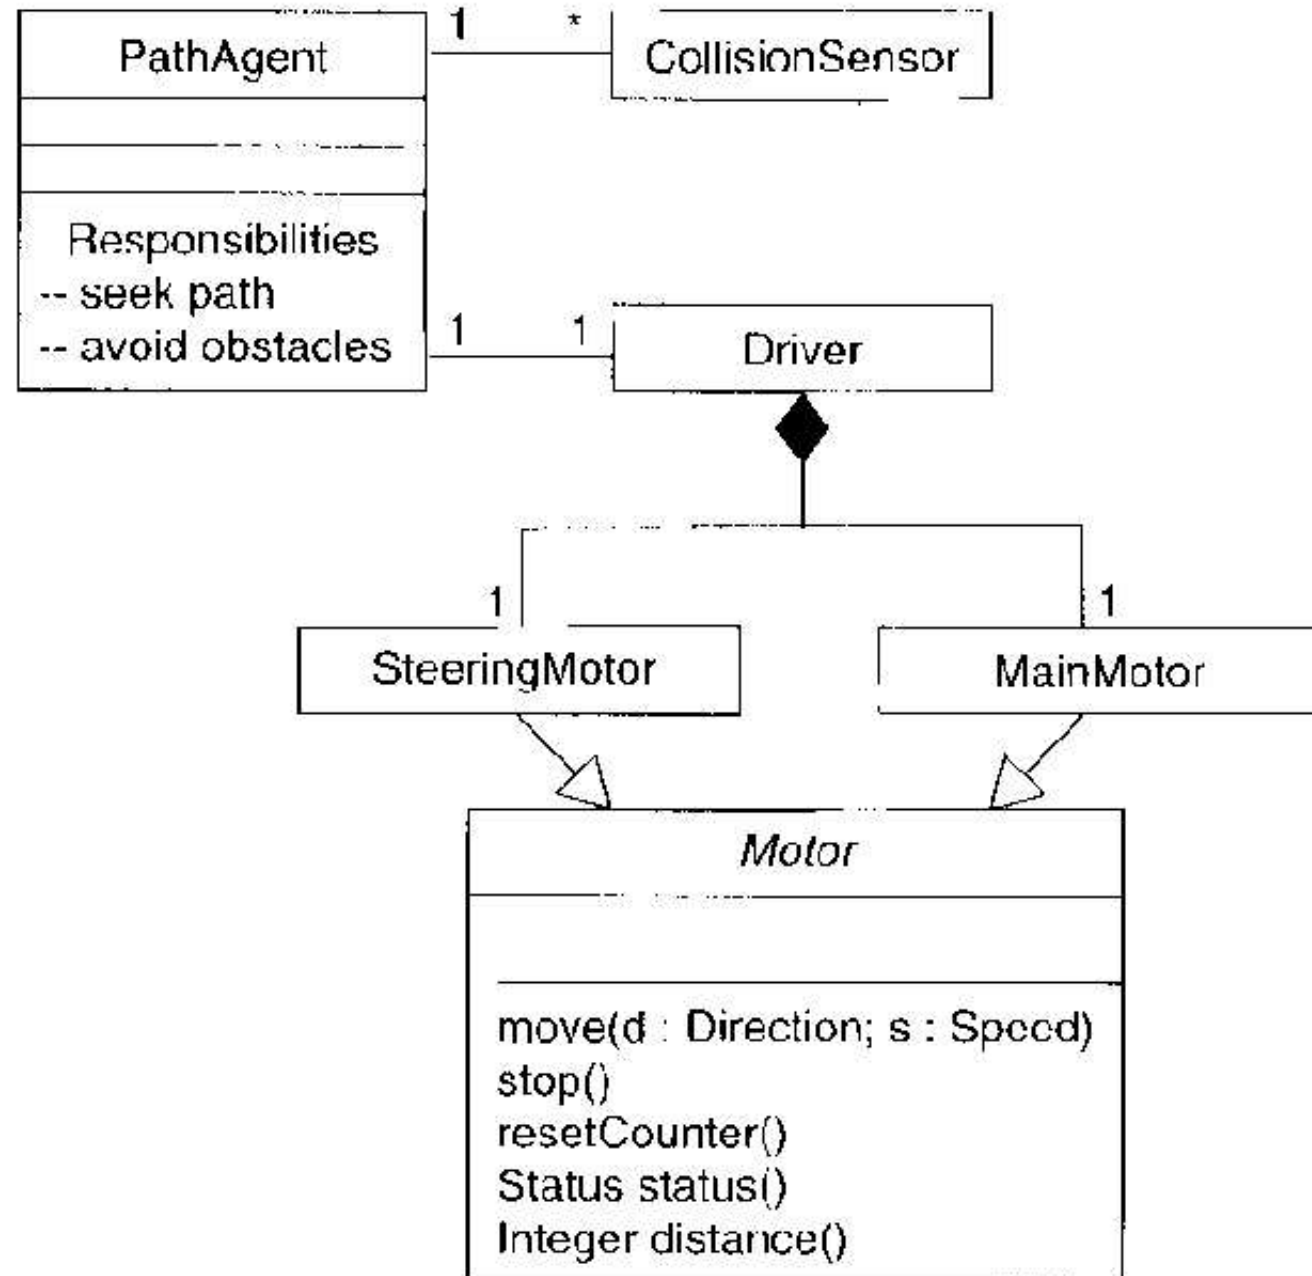 PathAgent
1
*
CollisionSensor
Responsibilities
-- seek path
-- avoid obstacles
1
1
Driver
1
1
SteeringMotor
MainMotor
Motor
move(d : Direction; s : Speed)
stop()
resetCounter()
Status status()
Integer distance()